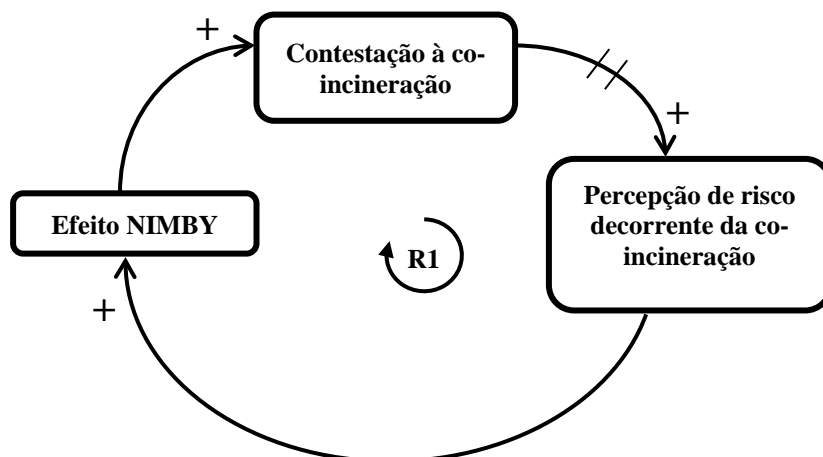 +
Contestação à co-
incineração
+
Percepção de risco
decorrente da co-
incineração
Efeito NIMBY
R1
+